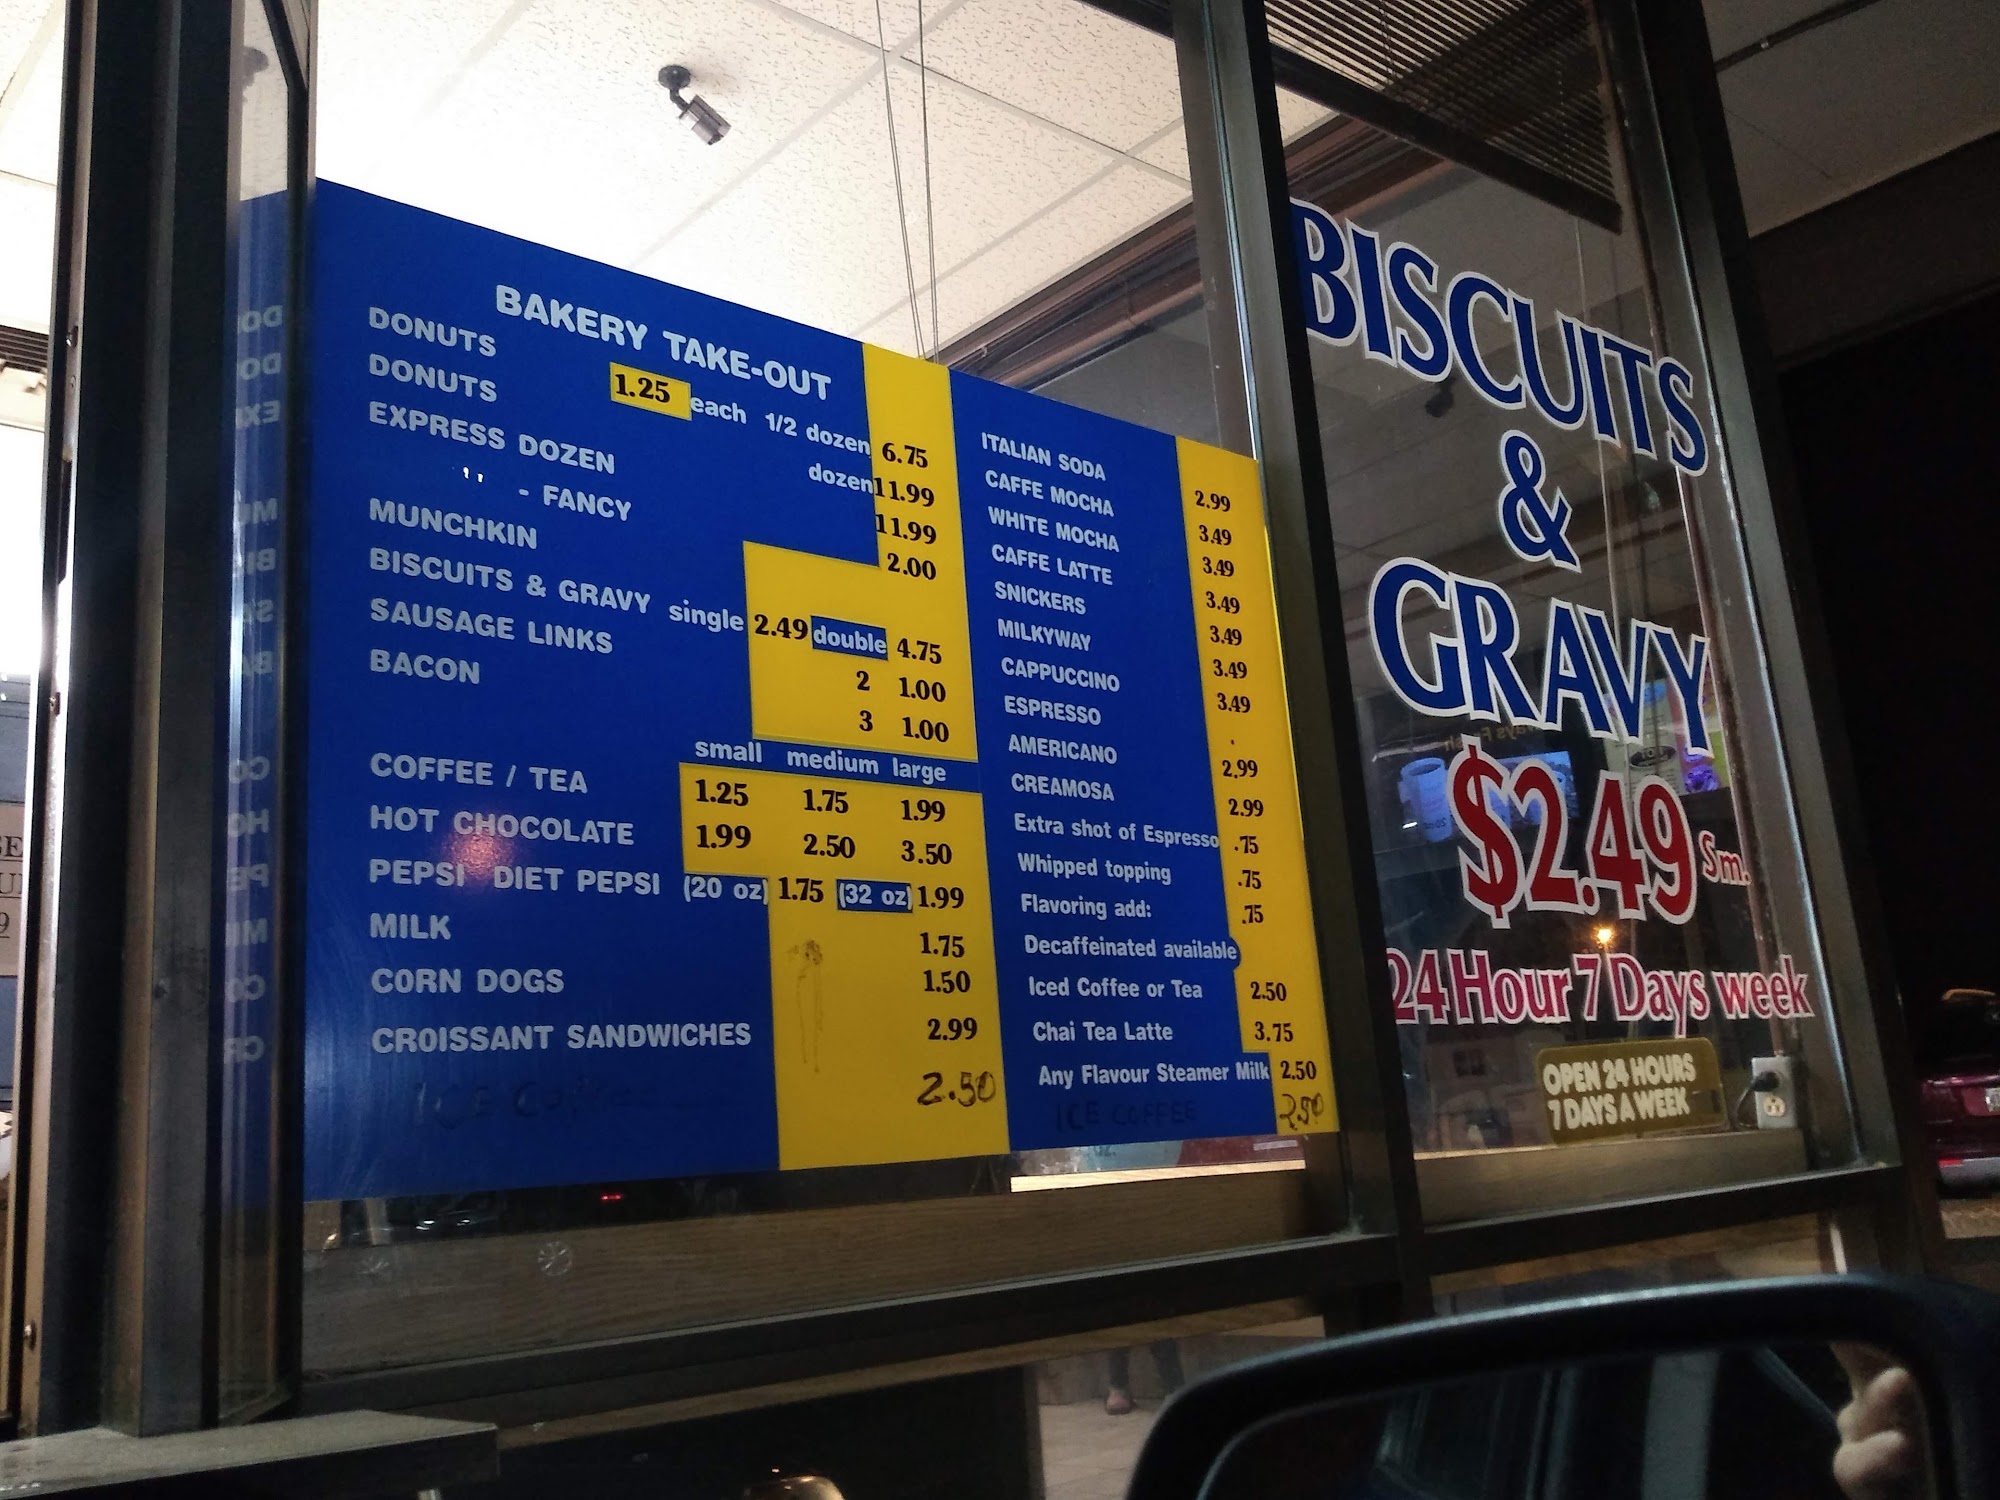 BAKERY TAKE-OUT
DONUTS 1.25 each 1/2 dozen 6.75
DONUTS dozen 11.99
EXPRESS DOZEN 11.99
" - FANCY
MUNCHKIN 2.00
BISCUITS & GRAVY single 2.49 double 4.75
SAUSAGE LINKS 2 1.00
BACON 3 1.00
small medium large
COFFEE / TEA 1.25 1.75 1.99
HOT CHOCOLATE 1.99 2.50 3.50
PEPSI DIET PEPSI (20 oz) 1.75 (32 oz) 1.99
MILK 1.75
CORN DOGS 1.50
CROISSANT SANDWICHES 2.99
ICE Coffee 2.50
ITALIAN SODA 2.99
CAFFE MOCHA 3.49
WHITE MOCHA 3.49
CAFFE LATTE 3.49
SNICKERS 3.49
MILKYWAY 3.49
CAPPUCCINO 3.49
ESPRESSO
AMERICANO 2.99
CREAMOSA 2.99
Extra shot of Espresso .75
Whipped topping .75
Flavoring add: .75
Decaffeinated available
Iced Coffee or Tea 2.50
Chai Tea Latte 3.75
Any Flavour Steamer Milk 2.50
ICE COFFEE 2.50
BISCUITS
&
GRAVY
$2.49 Sm.
24 Hour 7 Days week
OPEN 24 HOURS
7 DAYS A WEEK